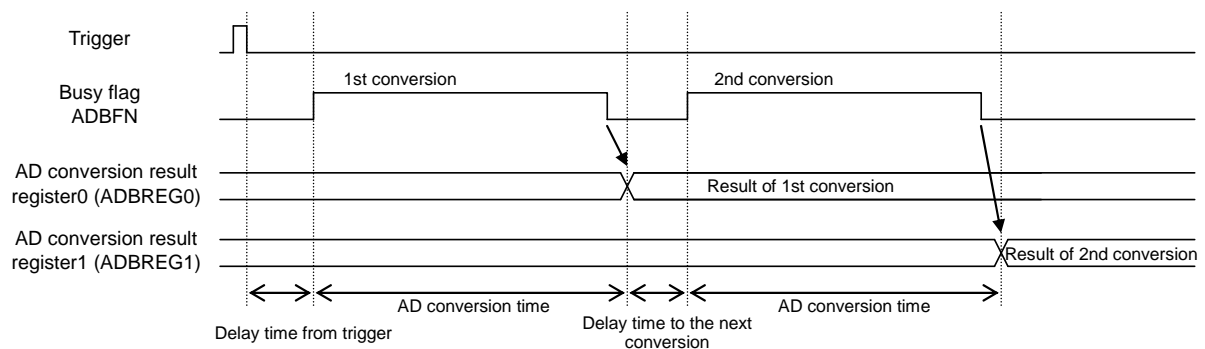 Trigger
1st conversion
2nd conversion
Busy flag
ADBFN
AD conversion result
register0 (ADBREG0)
Result of 1st conversion
AD conversion result
register1 (ADBREG1)
Result of 2nd conversion
AD conversion time
AD conversion time
Delay time from trigger
Delay time to the next
conversion